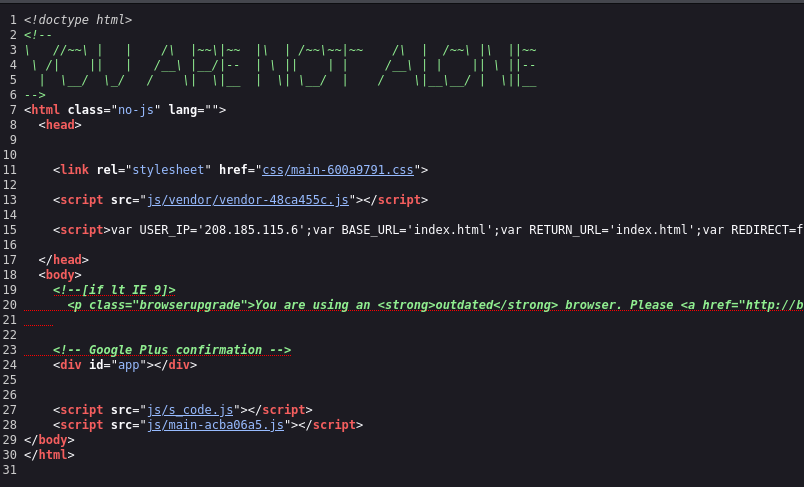 1 <!doctype html>
2 <!--
3 \   //~~\ |   |    /\  |~~\|~~  |\  | /~~\~~|~~    /\  |  /~~\ |\  ||~~
4  \ /|    ||   |   /__\ |__/|--  | \ ||    | |     /__\ | |    || \ ||--
5   |  \__/  \_/   /    \|  \|__  |  \| \__/  |    /    \|__\__/ |  \||__
6 -->
7 <html class="no-js" lang="">
8   <head>
9
10
11     <link rel="stylesheet" href="css/main-600a9791.css">
12
13     <script src="js/vendor/vendor-48ca455c.js"></script>
14
15     <script>var USER_IP='208.185.115.6';var BASE_URL='index.html';var RETURN_URL='index.html';var REDIRECT=f
16
17   </head>
18   <body>
19     <!--[if lt IE 9]>
20       <p class="browserupgrade">You are using an <strong>outdated</strong> browser. Please <a href="http://b
21
22
23     <!-- Google Plus confirmation -->
24     <div id="app"></div>
25
26
27     <script src="js/s_code.js"></script>
28     <script src="js/main-acba06a5.js"></script>
29 </body>
30 </html>
31